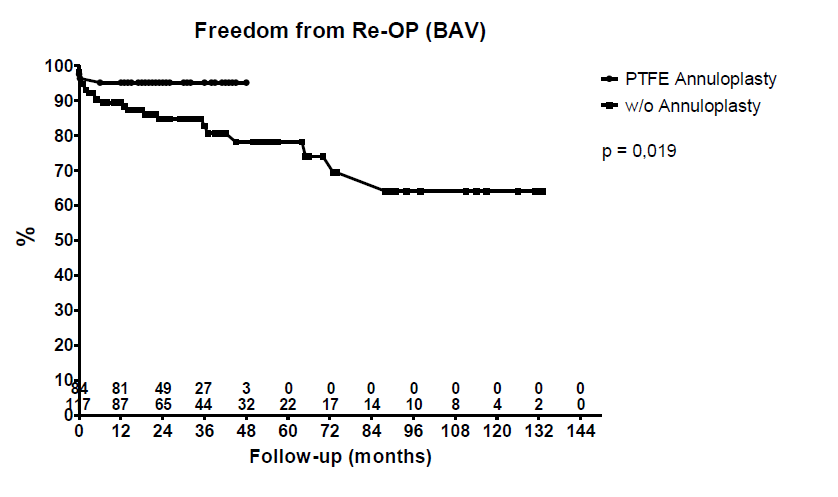 Freedom from Re-OP (BAV)
PTFE Annuloplasty
w/o Annuloplasty
p = 0,019
%
100
90
80
70
60
50
40
30
20
10
0
84 81 49 27 3 0 0 0 0 0 0 0 0
117 87 65 44 32 22 17 14 10 8 4 2 0
0 12 24 36 48 60 72 84 96 108 120 132 144
Follow-up (months)